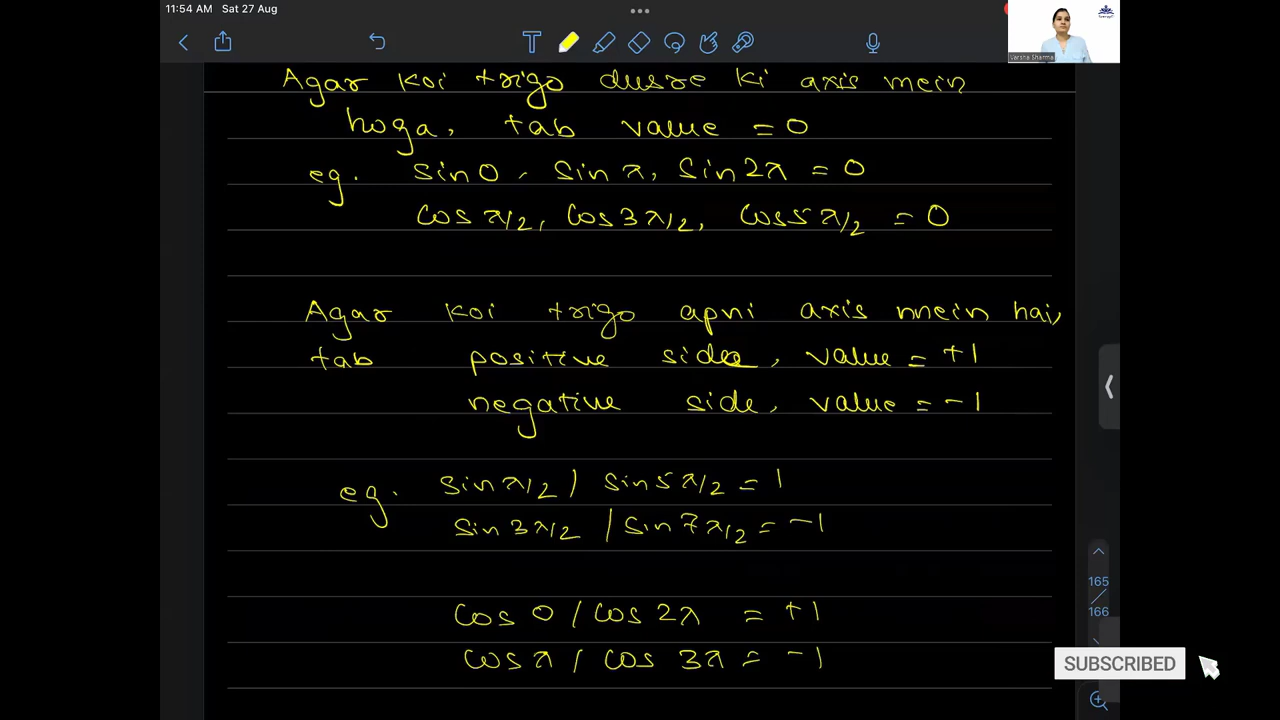 11:54 AM Sat 27 Aug
Varsha Sharma
Agar koi trigo dusre ki axis mein
hoga, tab value = 0
eg. sin0, sin π, sin 2π = 0
cos π/2, cos 3π/2, cos 5π/2 = 0
Agar koi trigo apni axis mein hai,
tab positive side, value = +1
negative side, value = -1
eg. sin π/2 / sin 5π/2 = 1
sin 3π/2 / sin 7π/2 = -1
cos 0 / cos 2π = +1
cos π / cos 3π = -1
165
166
SUBSCRIBED